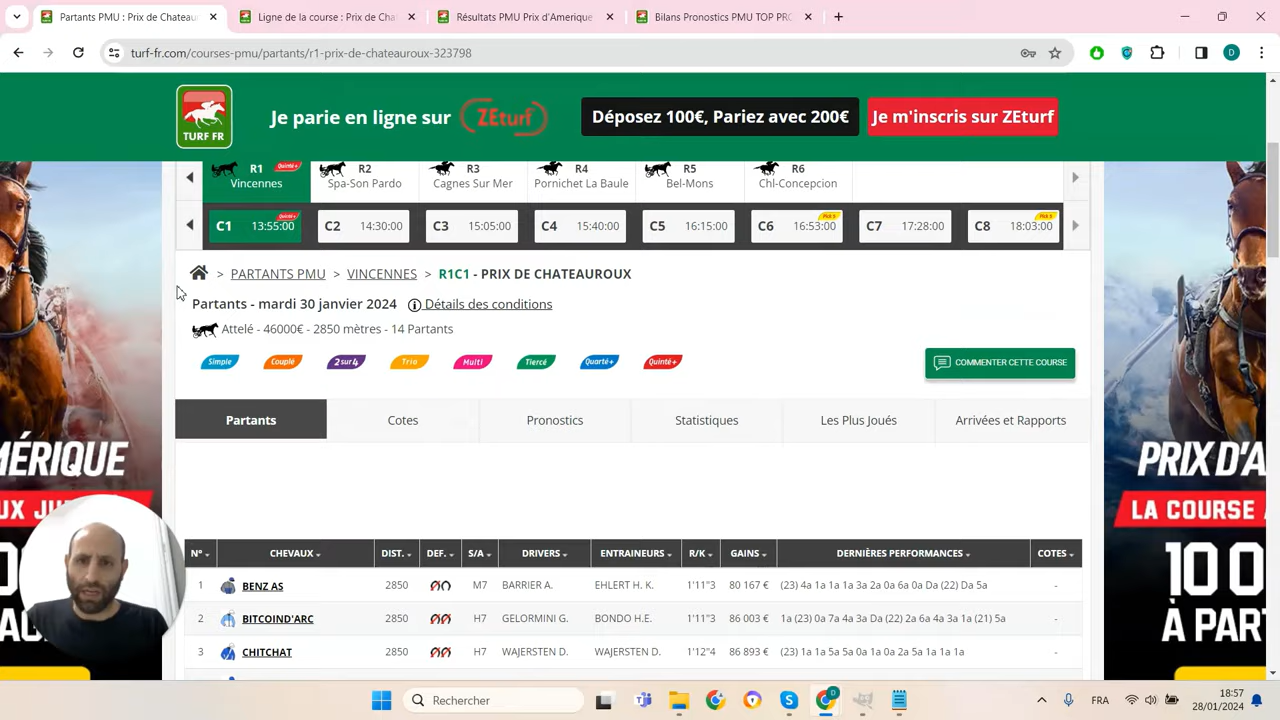 Partants PMU : Prix de Chateau
Ligne de la course : Prix de Cha
Résultats PMU Prix d'Amerique
Bilans Pronostics PMU TOP PRO
turf-fr.com/courses-pmu/partants/r1-prix-de-chateauroux-323798
D
TURF FR
Je parie en ligne sur ZEturf
Déposez 100€, Pariez avec 200€
Je m'inscris sur ZEturf
R1 Quinté+ R2 R3 R4 R5 R6
Vincennes Spa-Son Pardo Cagnes Sur Mer Pornichet La Baule Bel-Mons Chl-Concepcion
C1 13:55:00 Quinté+ C2 14:30:00 C3 15:05:00 C4 15:40:00 C5 16:15:00 C6 16:53:00 C7 17:28:00 C8 18:03:00
> PARTANTS PMU > VINCENNES > R1C1 - PRIX DE CHATEAUROUX
Partants - mardi 30 janvier 2024 Détails des conditions
Attelé - 46000€ - 2850 mètres - 14 Partants
Simple Couplé 2sur4 Trio Multi Tiercé Quarté+ Quinté+
COMMENTER CETTE COURSE
Partants Cotes Pronostics Statistiques Les Plus Joués Arrivées et Rapports
MÉRIQUE
PRIX D'A
LA COURSE
10 0
À PAR
N° CHEVAUX DIST. DEF. S/A DRIVERS ENTRAINEURS R/K GAINS DERNIÈRES PERFORMANCES COTES
1 BENZ AS 2850 M7 BARRIER A. EHLERT H. K. 1'11"3 80 167 € (23) 4a 1a 1a 1a 3a 2a 0a 6a 0a Da (22) Da 5a -
2 BITCOIND'ARC 2850 H7 GELORMINI G. BONDO H.E. 1'11"3 86 003 € 1a (23) 0a 7a 4a 3a Da (22) 2a 6a 4a 3a 1a (21) 5a -
3 CHITCHAT 2850 H7 WAJERSTEN D. WAJERSTEN D. 1'12"4 86 893 € (23) 1a 1a 5a 5a 0a 1a 0a 2a 5a 1a 1a 1a -
Rechercher
FRA
18:57
28/01/2024